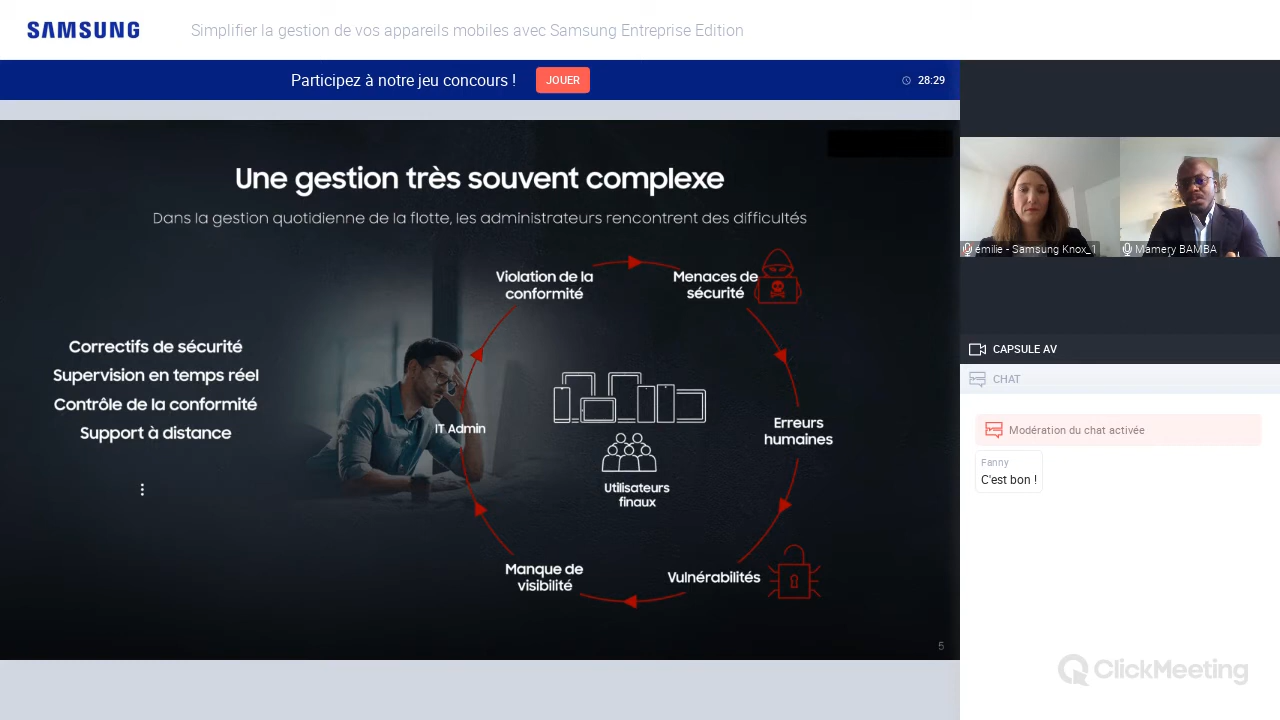 SAMSUNG
Simplifier la gestion de vos appareils mobiles avec Samsung Entreprise Edition
Participez à notre jeu concours !
JOUER
28:29
Une gestion très souvent complexe
Dans la gestion quotidienne de la flotte, les administrateurs rencontrent des difficultés
Correctifs de sécurité
Supervision en temps réel
Contrôle de la conformité
Support à distance
IT Admin
Violation de la
conformité
Menaces de
sécurité
Erreurs
humaines
Vulnérabilités
Manque de
visibilité
Utilisateurs
finaux
5
émilie - Samsung Knox_1
Mamery BAMBA
CAPSULE AV
CHAT
Modération du chat activée
Fanny
C'est bon !
ClickMeeting